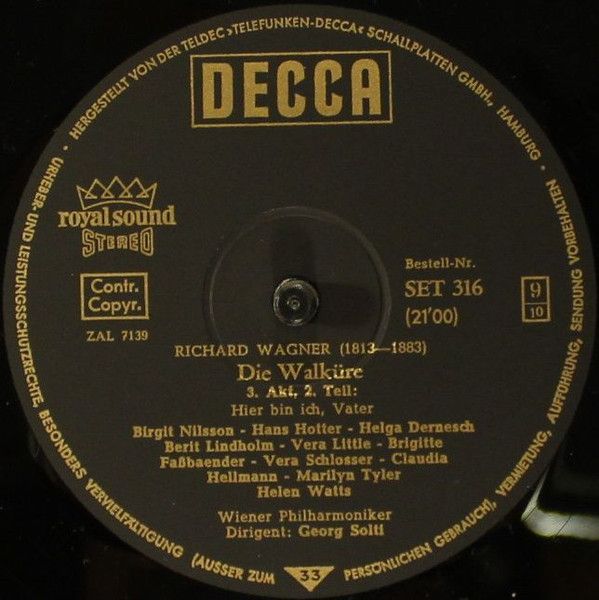 · HERGESTELLT VON DER TELDEC ›TELEFUNKEN-DECCA‹ SCHALLPLATTEN GMBH., HAMBURG ·
URHEBER- UND LEISTUNGSSCHUTZRECHTE, BESONDERS VERVIELFÄLTIGUNG (AUSSER ZUM PERSÖNLICHEN GEBRAUCH), VERMIETUNG, AUFFÜHRUNG, SENDUNG VORBEHALTEN
DECCA
royal sound
STEREO
Contr.
Copyr.
ZAL 7139
Bestell-Nr.
SET 316
(21'00)
9
10
RICHARD WAGNER (1813—1883)
Die Walküre
3. Akt, 2. Teil:
Hier bin ich, Vater
Birgit Nilsson - Hans Hotter - Helga Dernesch
Berit Lindholm - Vera Little - Brigitte
Faßbaender - Vera Schlosser - Claudia
Hellmann - Marilyn Tyler
Helen Watts
Wiener Philharmoniker
Dirigent: Georg Solti
33